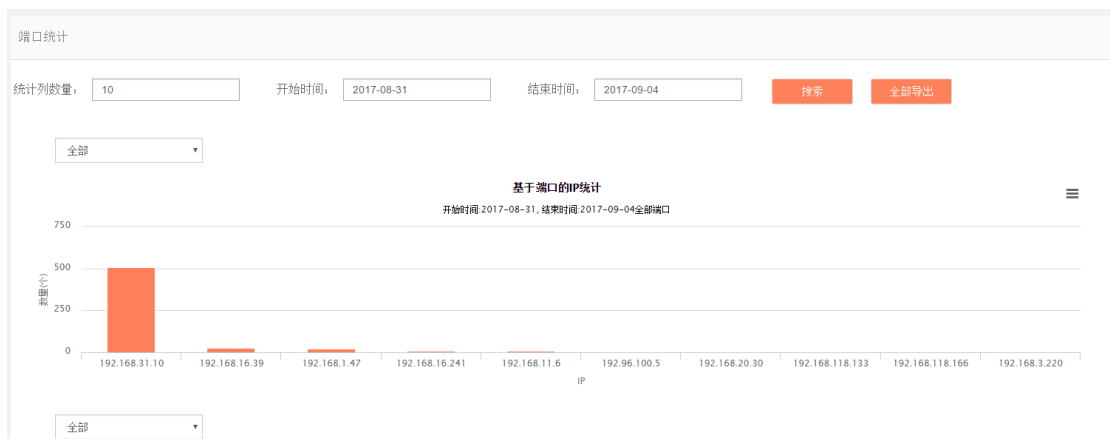 端口统计
统计列数量: 10 开始时间: 2017-08-31 结束时间: 2017-09-04 搜索 全部导出
全部
基于端口的IP统计
开始时间:2017-08-31, 结束时间:2017-09-04全部端口
750
500
250
0
数量(个)
192.168.31.10 192.168.16.39 192.168.1.47 192.168.16.241 192.168.11.6 192.96.100.5 192.168.20.30 192.168.118.133 192.168.118.166 192.168.3.220
IP
全部